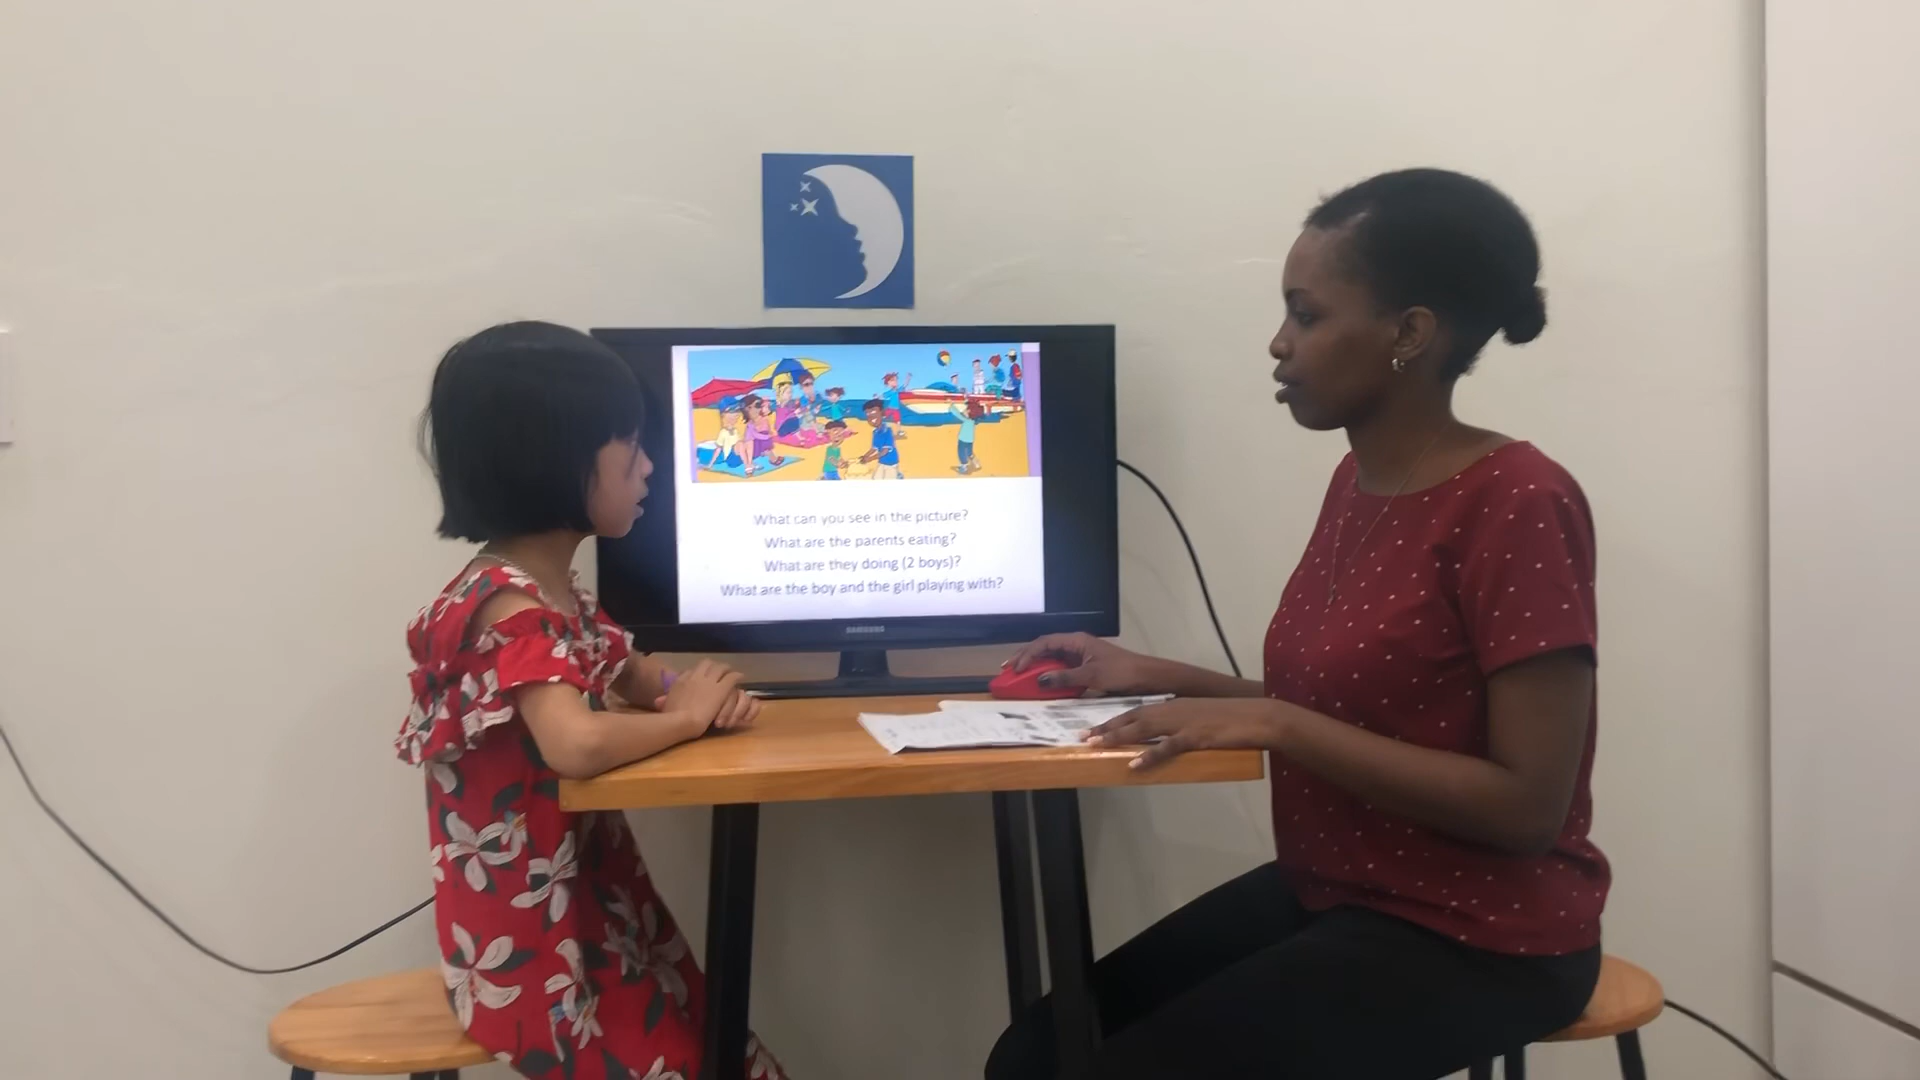 What can you see in the picture?
What are the parents eating?
What are they doing (2 boys)?
What are the boy and the girl playing with?
SAMSUNG